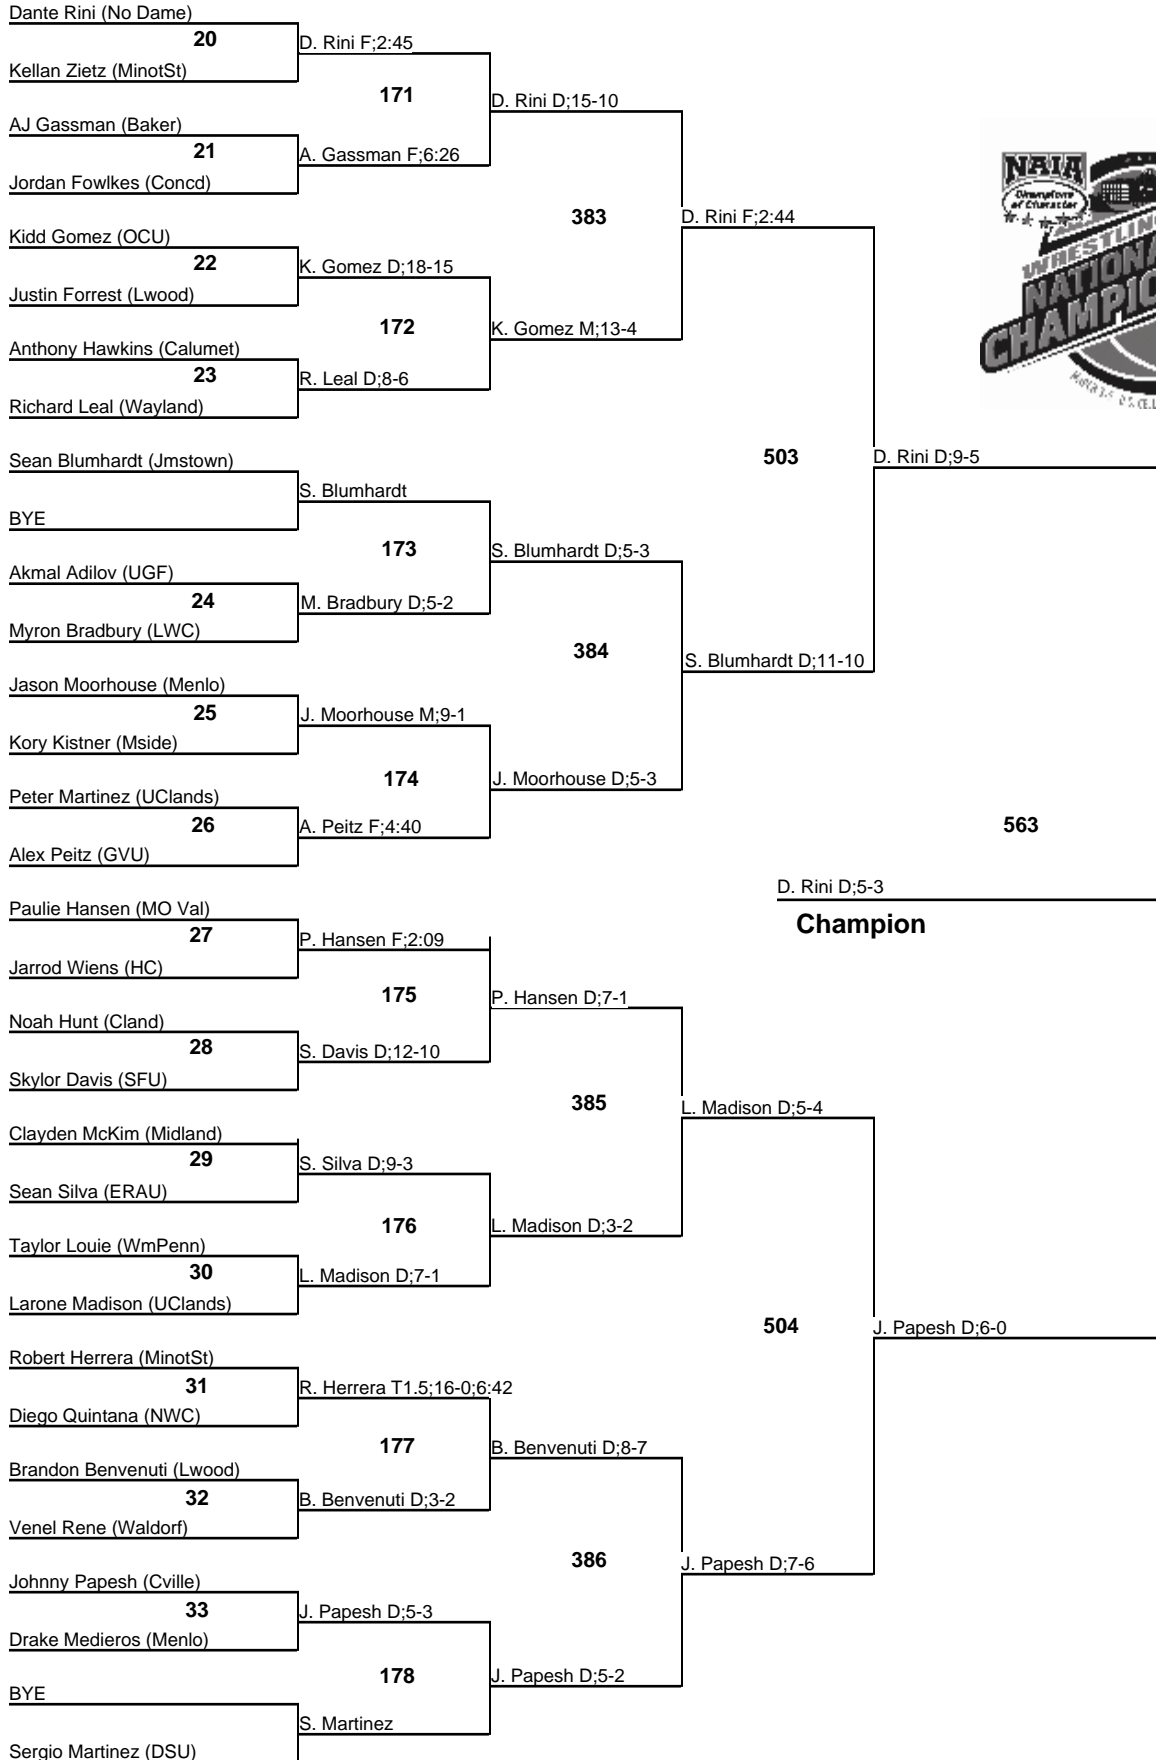 Dante Rini (No Dame)
20
D. Rini F;2:45
Kellan Zietz (MinotSt)
171
D. Rini D;15-10
AJ Gassman (Baker)
21
A. Gassman F;6:26
Jordan Fowlkes (Concd)
383
D. Rini F;2:44
Kidd Gomez (OCU)
22
K. Gomez D;18-15
Justin Forrest (Lwood)
172
K. Gomez M;13-4
Anthony Hawkins (Calumet)
23
R. Leal D;8-6
Richard Leal (Wayland)
503
D. Rini D;9-5
Sean Blumhardt (Jmstown)
S. Blumhardt
BYE
173
S. Blumhardt D;5-3
Akmal Adilov (UGF)
24
M. Bradbury D;5-2
Myron Bradbury (LWC)
384
S. Blumhardt D;11-10
Jason Moorhouse (Menlo)
25
J. Moorhouse M;9-1
Kory Kistner (Mside)
174
J. Moorhouse D;5-3
Peter Martinez (UClands)
26
A. Peitz F;4:40
Alex Peitz (GVU)
563
D. Rini D;5-3
Champion
Paulie Hansen (MO Val)
27
P. Hansen F;2:09
Jarrod Wiens (HC)
175
P. Hansen D;7-1
Noah Hunt (Cland)
28
S. Davis D;12-10
Skylor Davis (SFU)
385
L. Madison D;5-4
Clayden McKim (Midland)
29
S. Silva D;9-3
Sean Silva (ERAU)
176
L. Madison D;3-2
Taylor Louie (WmPenn)
30
L. Madison D;7-1
Larone Madison (UClands)
504
J. Papesh D;6-0
Robert Herrera (MinotSt)
31
R. Herrera T1.5;16-0;6:42
Diego Quintana (NWC)
177
B. Benvenuti D;8-7
Brandon Benvenuti (Lwood)
32
B. Benvenuti D;3-2
Venel Rene (Waldorf)
386
J. Papesh D;7-6
Johnny Papesh (Cville)
33
J. Papesh D;5-3
Drake Medieros (Menlo)
178
J. Papesh D;5-2
BYE
S. Martinez
Sergio Martinez (DSU)
NAIA
Champions
of Character
WRESTLIN
NATIONA
CHAMPIO